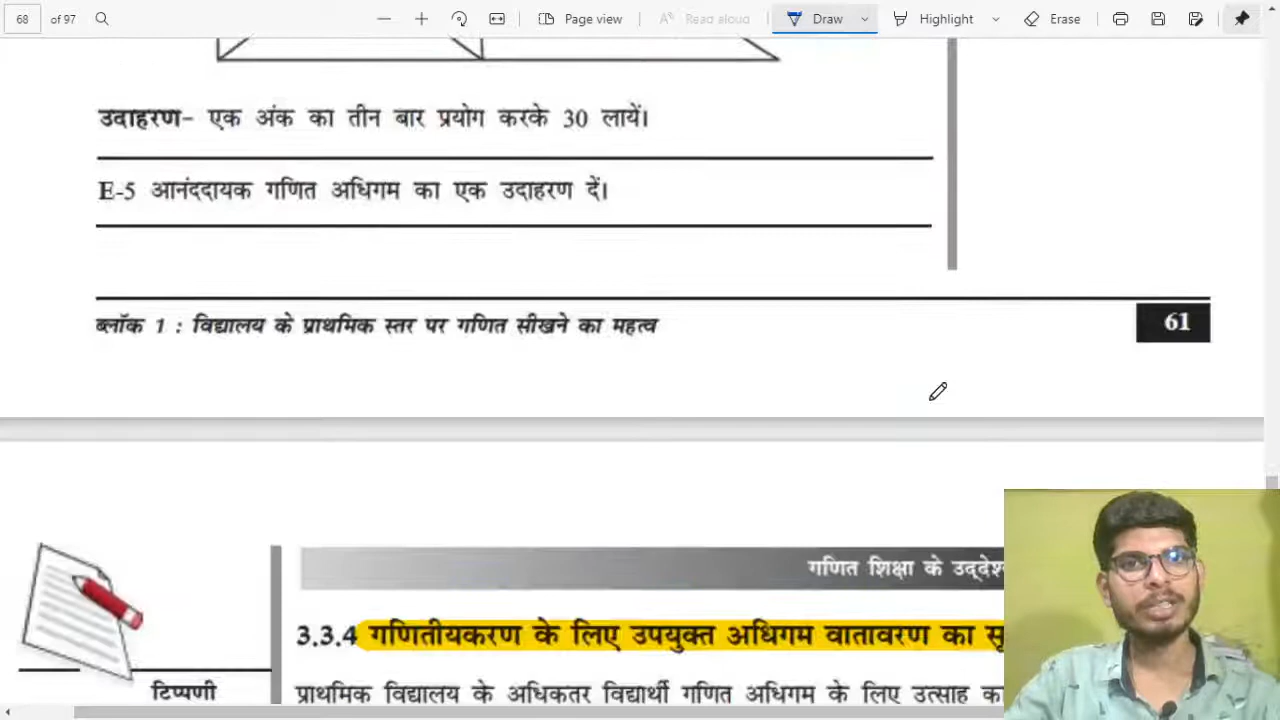 68 of 97 Page view Read aloud Draw Highlight Erase
उदाहरण- एक अंक का तीन बार प्रयोग करके 30 लायें।
E-5 आनंददायक गणित अधिगम का एक उदाहरण दें।
ब्लॉक 1 : विद्यालय के प्राथमिक स्तर पर गणित सीखने का महत्व 61
गणित शिक्षा के
3.3.4 गणितीयकरण के लिए उपयुक्त अधिगम वातावरण का
टिप्पणी
प्राथमिक विद्यालय के अधिकतर विद्यार्थी गणित अधिगम के लिए उत्साह